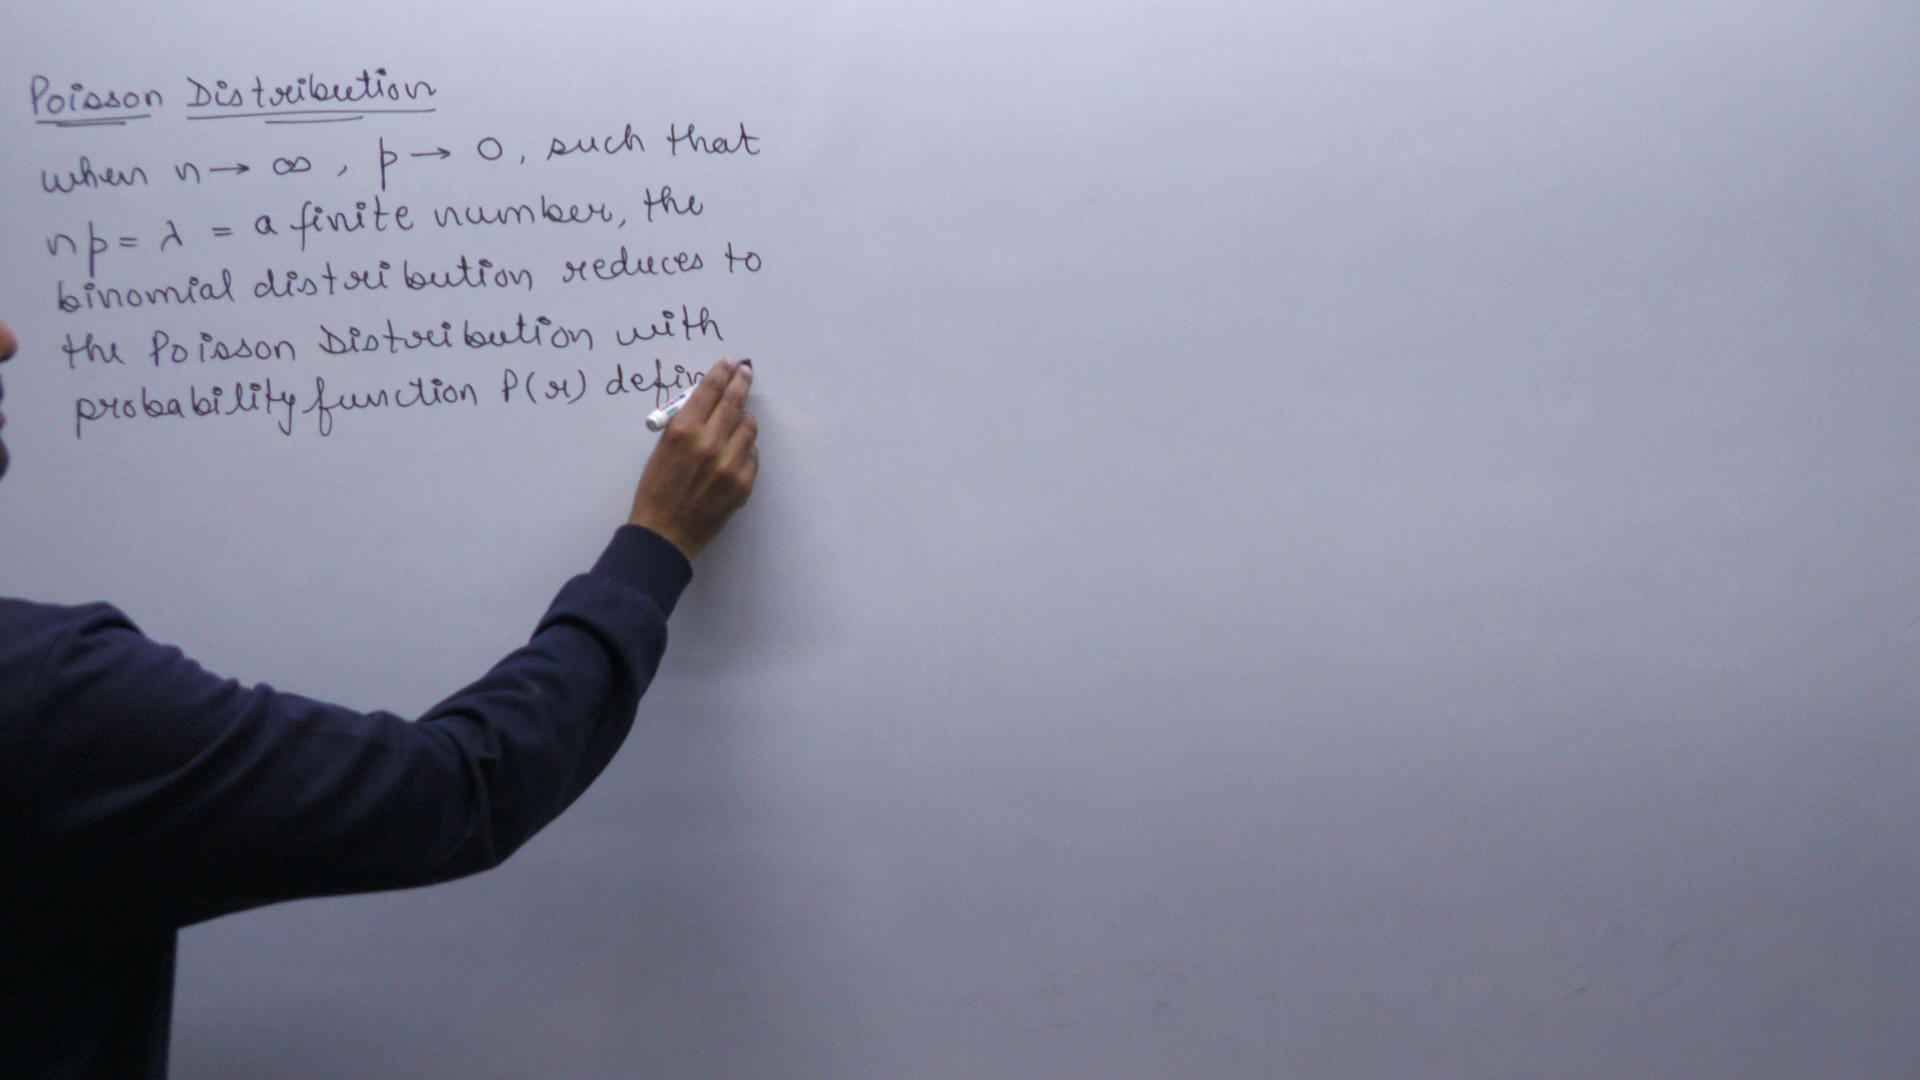 Poisson Distribution
when n → ∞, p → 0, such that
np = λ = a finite number, the
binomial distribution reduces to
the Poisson Distribution with
probability function P(r) defin